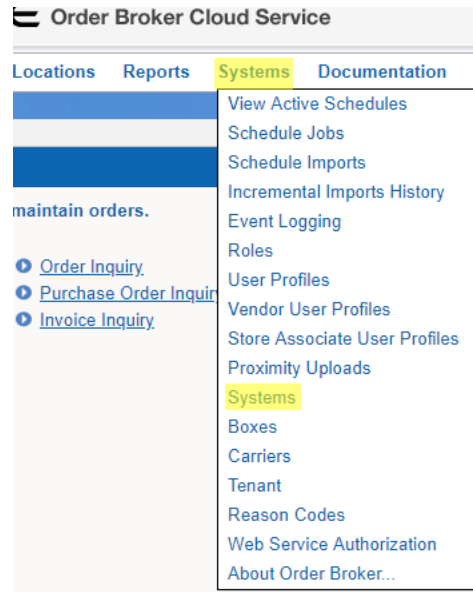 Order Broker Cloud Service
Locations Reports Systems Documentation
View Active Schedules
Schedule Jobs
Schedule Imports
Incremental Imports History
Event Logging
Roles
User Profiles
Vendor User Profiles
Store Associate User Profiles
Proximity Uploads
Systems
Boxes
Carriers
Tenant
Reason Codes
Web Service Authorization
About Order Broker...
maintain orders.
Order Inquiry
Purchase Order Inquir
Invoice Inquiry